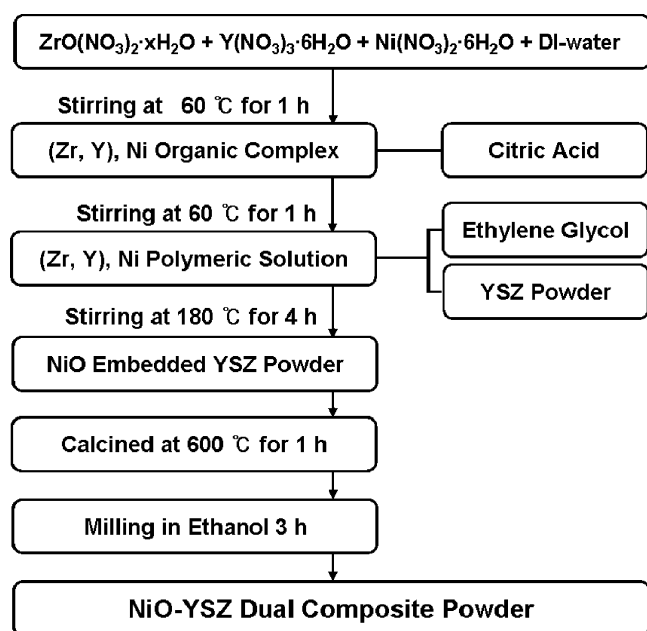 ZrO(NO₃)₂·xH₂O + Y(NO₃)₃·6H₂O + Ni(NO₃)₂·6H₂O + DI-water
Stirring at 60 ℃ for 1 h
(Zr, Y), Ni Organic Complex
Citric Acid
Stirring at 60 ℃ for 1 h
Ethylene Glycol
(Zr, Y), Ni Polymeric Solution
YSZ Powder
Stirring at 180 ℃ for 4 h
NiO Embedded YSZ Powder
Calcined at 600 ℃ for 1 h
Milling in Ethanol 3 h
NiO-YSZ Dual Composite Powder